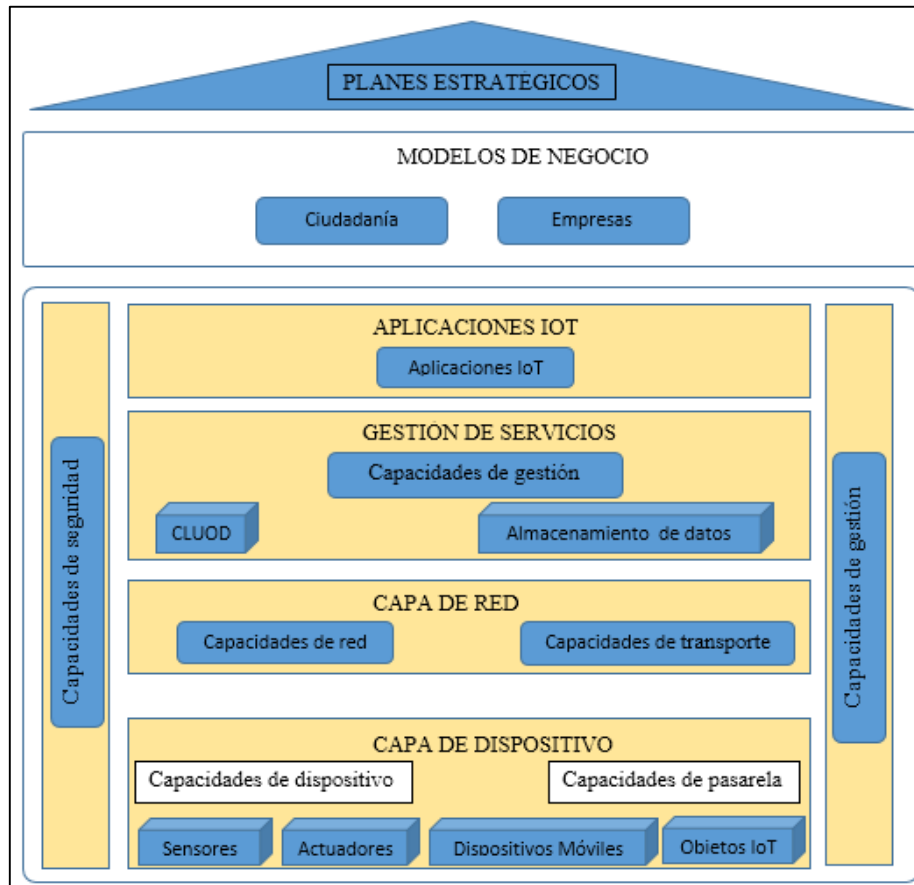 PLANES ESTRATÉGICOS
MODELOS DE NEGOCIO
Ciudadanía
Empresas
Capacidades de seguridad
APLICACIONES IOT
Aplicaciones IoT
GESTIÓN DE SERVICIOS
Capacidades de gestión
CLUOD
Almacenamiento de datos
CAPA DE RED
Capacidades de red
Capacidades de transporte
CAPA DE DISPOSITIVO
Capacidades de dispositivo
Capacidades de pasarela
Sensores
Actuadores
Dispositivos Móviles
Objetos IoT
Capacidades de gestión